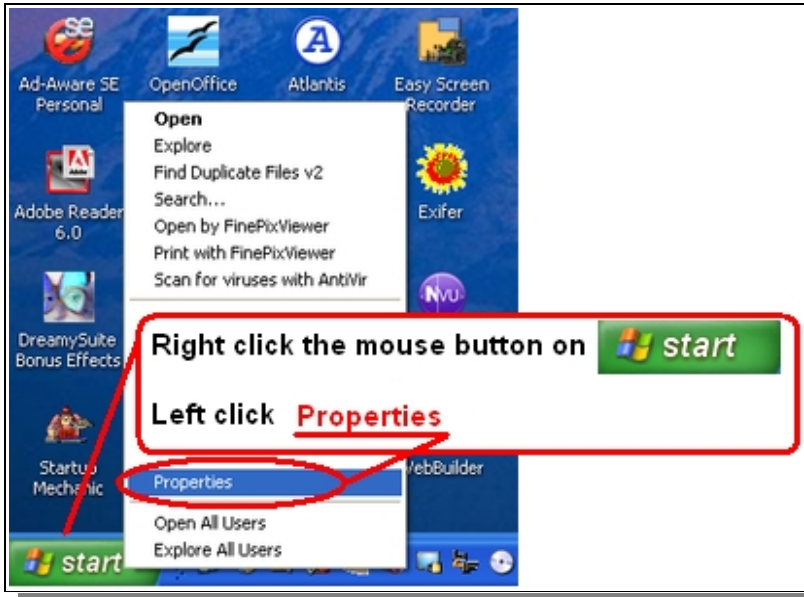 Ad-Aware SE
Personal
OpenOffice
Atlantis
Easy Screen
Recorder
Adobe Reader
6.0
Exifer
DreamySuite
Bonus Effects
NVU
Startup
Mechanic
WebBuilder
Open
Explore
Find Duplicate Files v2
Search...
Open by FinePixViewer
Print with FinePixViewer
Scan for viruses with AntiVir
Right click the mouse button on start
Left click Properties
Properties
Open All Users
Explore All Users
start